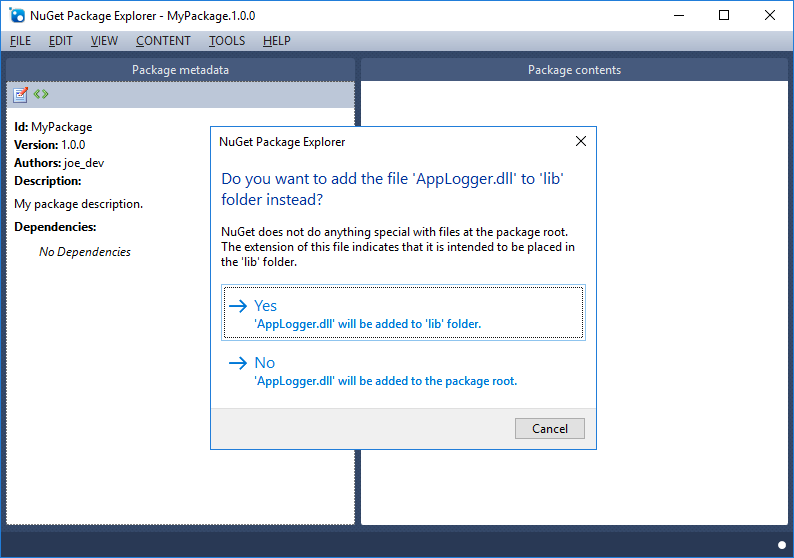 NuGet Package Explorer - MyPackage.1.0.0
FILE EDIT VIEW CONTENT TOOLS HELP
Package metadata
Package contents
Id: MyPackage
Version: 1.0.0
Authors: joe_dev
Description:
My package description.
Dependencies:
No Dependencies
NuGet Package Explorer
Do you want to add the file 'AppLogger.dll' to 'lib'
folder instead?
NuGet does not do anything special with files at the package root.
The extension of this file indicates that it is intended to be placed in
the 'lib' folder.
Yes
'AppLogger.dll' will be added to 'lib' folder.
No
'AppLogger.dll' will be added to the package root.
Cancel